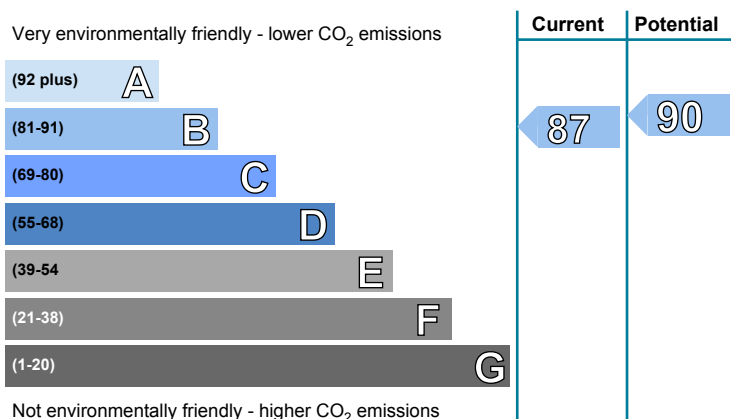 Current Potential
Very environmentally friendly - lower CO2 emissions
(92 plus) A
(81-91) B
87 90
(69-80) C
(55-68) D
(39-54 E
(21-38) F
(1-20) G
Not environmentally friendly - higher CO2 emissions